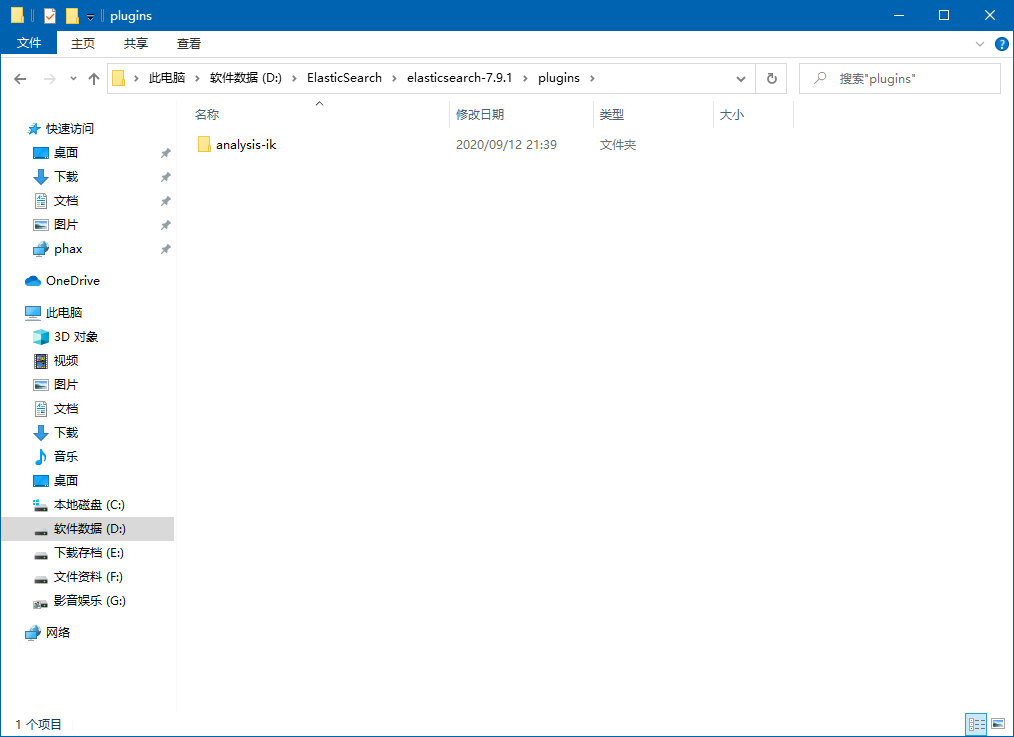 plugins
文件 主页 共享 查看
此电脑 软件数据 (D:) ElasticSearch elasticsearch-7.9.1 plugins 搜索"plugins"
名称 修改日期 类型 大小
analysis-ik 2020/09/12 21:39 文件夹
快速访问
桌面
下载
文档
图片
phax
OneDrive
此电脑
3D 对象
视频
图片
文档
下载
音乐
桌面
本地磁盘 (C:)
软件数据 (D:)
下载存档 (E:)
文件资料 (F:)
影音娱乐 (G:)
网络
1 个项目